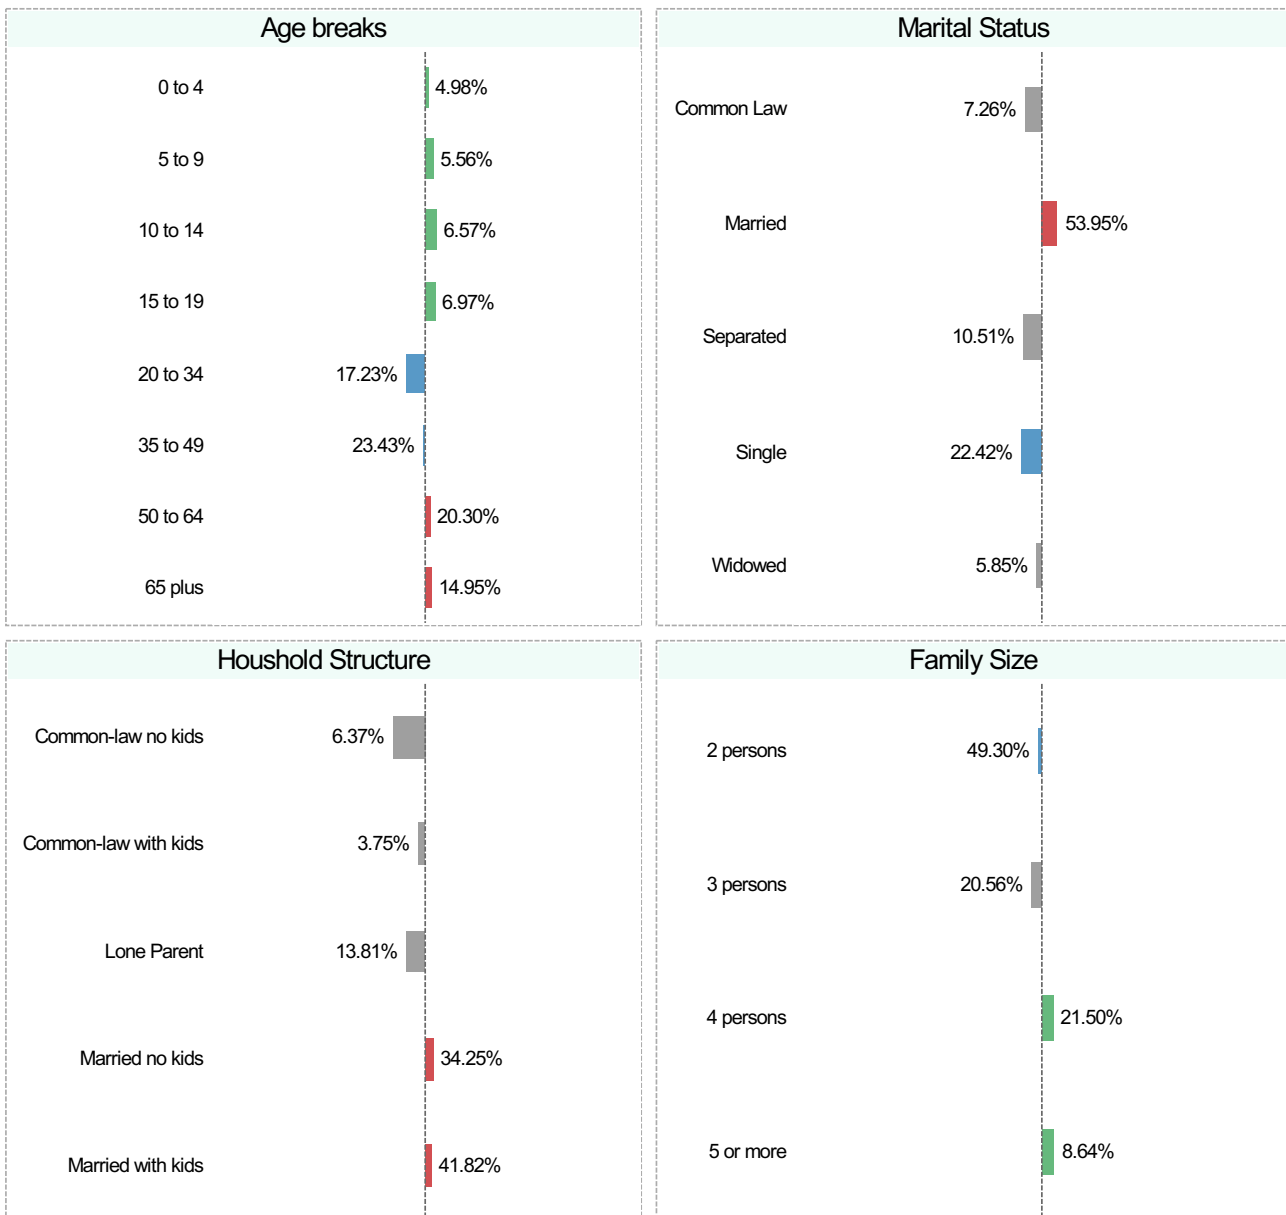 Age breaks
0 to 4 4.98%
5 to 9 5.56%
10 to 14 6.57%
15 to 19 6.97%
20 to 34 17.23%
35 to 49 23.43%
50 to 64 20.30%
65 plus 14.95%
Marital Status
Common Law 7.26%
Married 53.95%
Separated 10.51%
Single 22.42%
Widowed 5.85%
Houshold Structure
Common-law no kids 6.37%
Common-law with kids 3.75%
Lone Parent 13.81%
Married no kids 34.25%
Married with kids 41.82%
Family Size
2 persons 49.30%
3 persons 20.56%
4 persons 21.50%
5 or more 8.64%